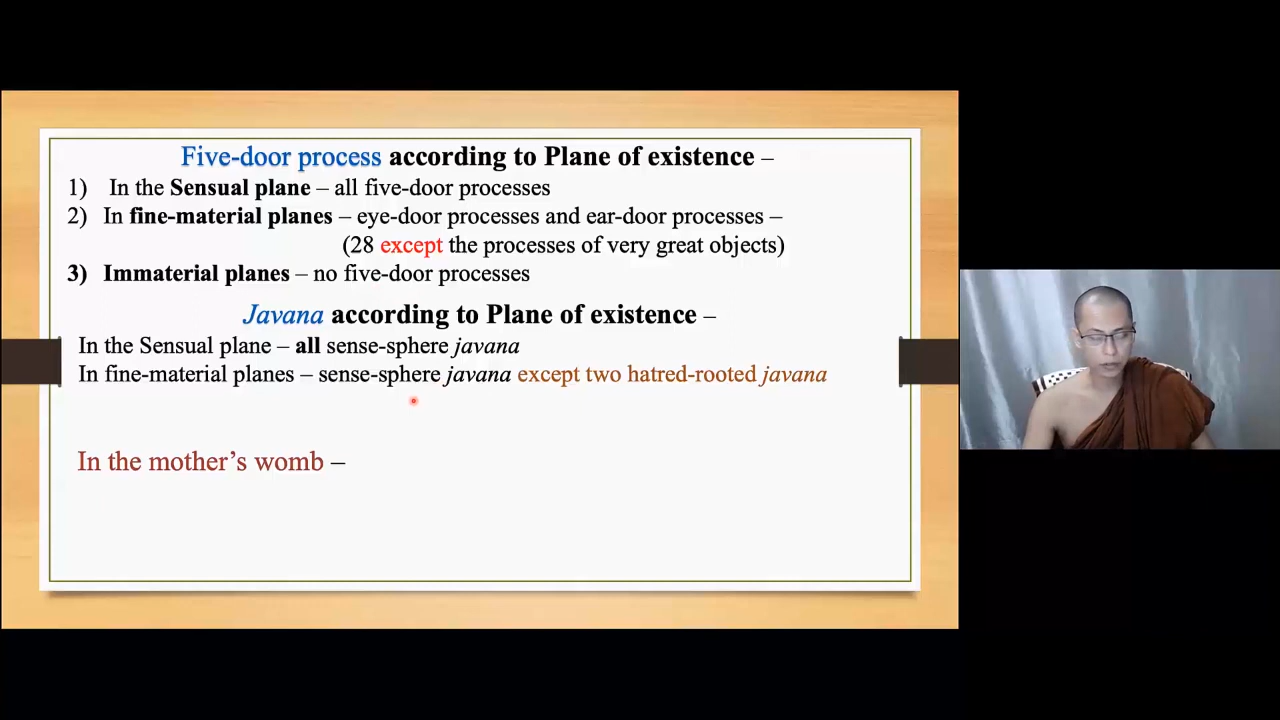 Five-door process according to Plane of existence –
1) In the Sensual plane – all five-door processes
2) In fine-material planes – eye-door processes and ear-door processes –
(28 except the processes of very great objects)
3) Immaterial planes – no five-door processes
Javana according to Plane of existence –
In the Sensual plane – all sense-sphere javana
In fine-material planes – sense-sphere javana except two hatred-rooted javana
In the mother’s womb –